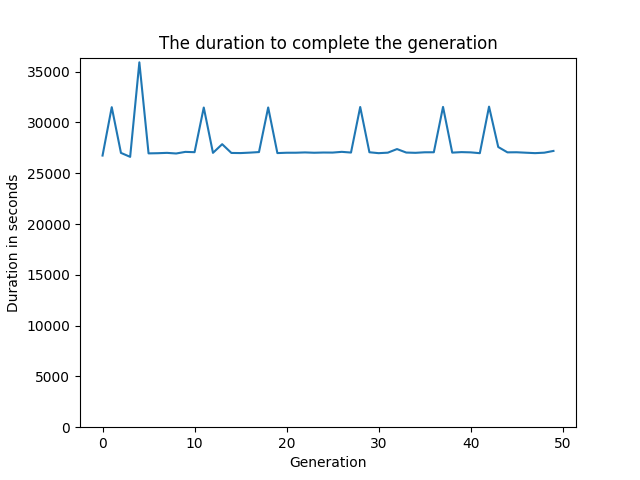 The duration to complete the generation
35000
30000
25000
20000
15000
10000
5000
0
Duration in seconds
0 10 20 30 40 50
Generation